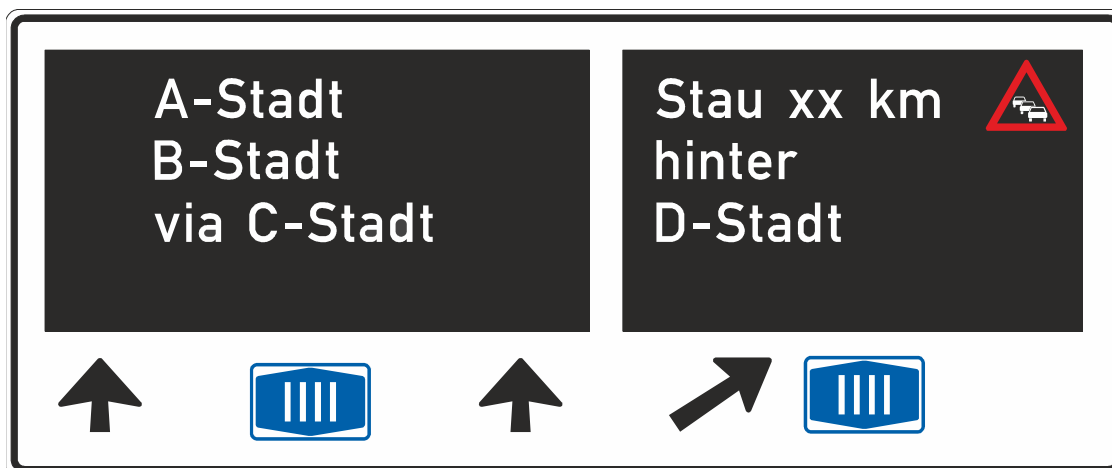 A-Stadt
B-Stadt
via C-Stadt
Stau xx km
hinter
D-Stadt